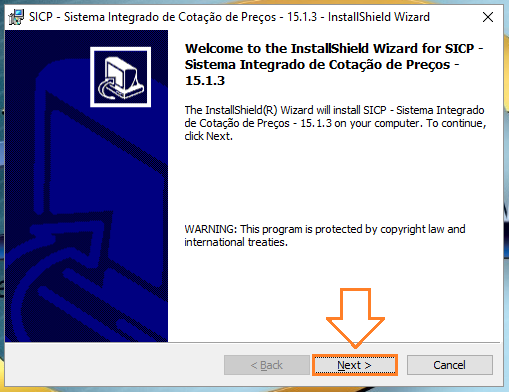 SICP - Sistema Integrado de Cotação de Preços - 15.1.3 - InstallShield Wizard
Welcome to the InstallShield Wizard for SICP -
Sistema Integrado de Cotação de Preços -
15.1.3
The InstallShield(R) Wizard will install SICP - Sistema Integrado
de Cotação de Preços - 15.1.3 on your computer. To continue,
click Next.
WARNING: This program is protected by copyright law and
international treaties.
< Back
Next >
Cancel